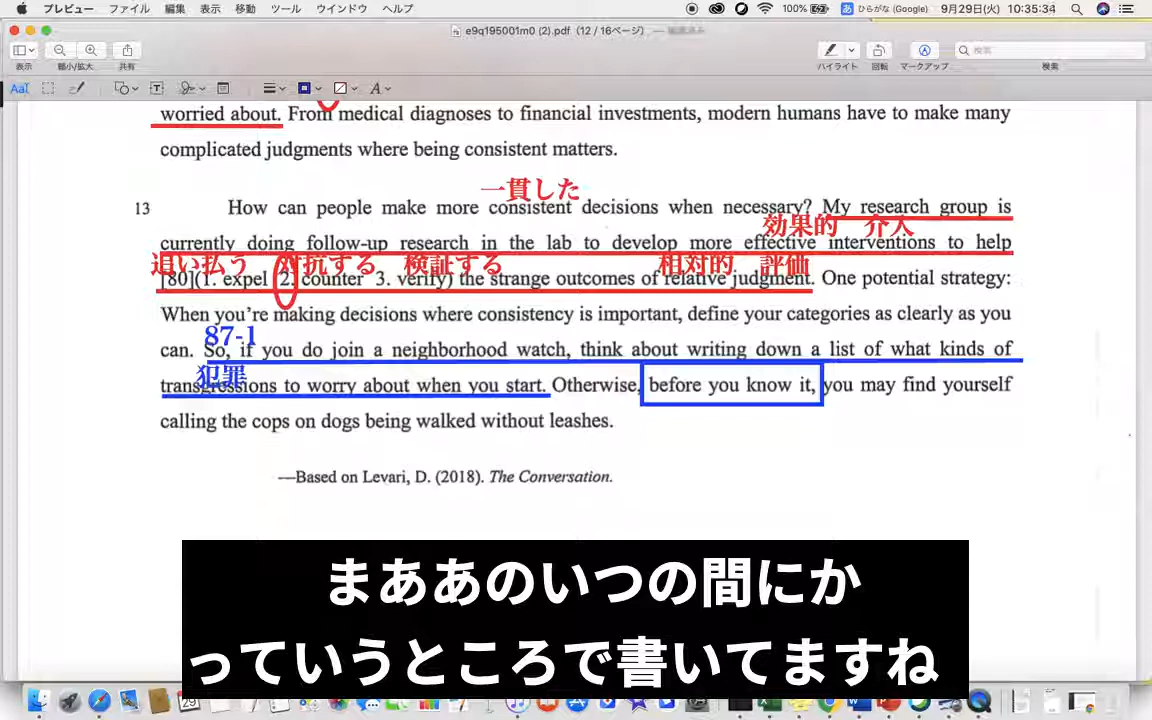 プレビュー ファイル 編集 表示 移動 ツール ウインドウ ヘルプ 100% あ ひらがな (Google) 9月29日(火) 10:35:34
e9q195001m0 (2).pdf (12 / 16ページ) — 編集済み
検索
表示 縮小/拡大 共有 ハイライト 回転 マークアップ 検索
worried about. From medical diagnoses to financial investments, modern humans have to make many
complicated judgments where being consistent matters.
一貫した
13 How can people make more consistent decisions when necessary? My research group is
効果的 介入
currently doing follow-up research in the lab to develop more effective interventions to help
追い払う 対抗する 検証する 相対的 評価
[80](1. expel 2. counter 3. verify) the strange outcomes of relative judgment. One potential strategy:
When you're making decisions where consistency is important, define your categories as clearly as you
87-1
can. So, if you do join a neighborhood watch, think about writing down a list of what kinds of
犯罪
transgressions to worry about when you start. Otherwise, before you know it, you may find yourself
calling the cops on dogs being walked without leashes.
—Based on Levari, D. (2018). The Conversation.
まああのいつの間にか
っていうところで書いてますね